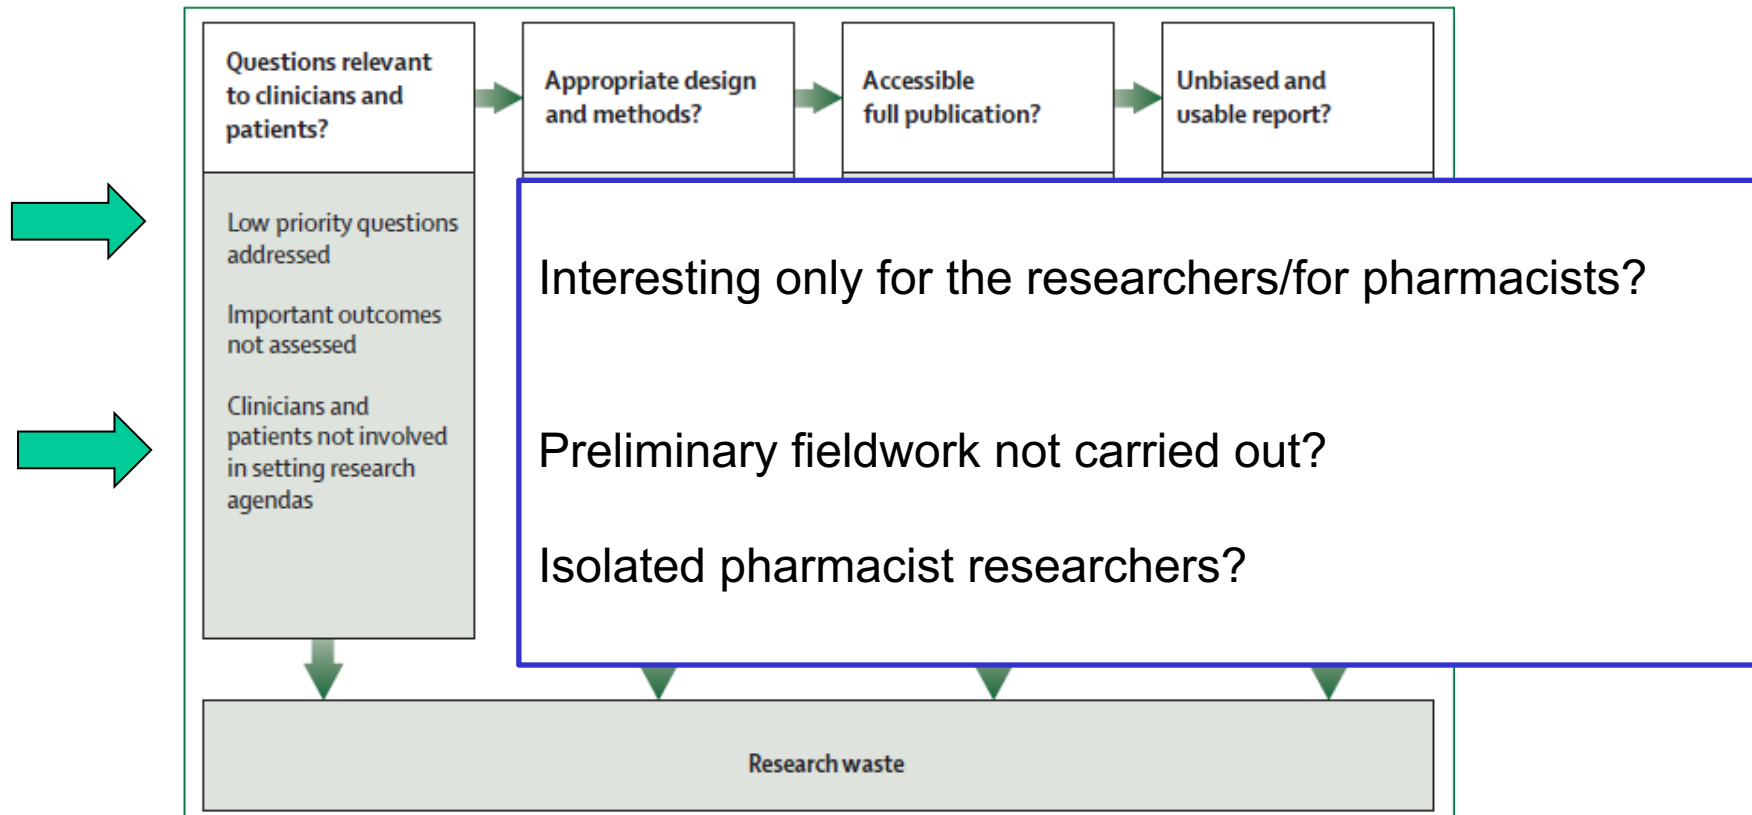 Questions relevant
to clinicians and
patients?
Appropriate design
and methods?
Accessible
full publication?
Unbiased and
usable report?
Low priority questions
addressed
Important outcomes
not assessed
Clinicians and
patients not involved
in setting research
agendas
Interesting only for the researchers/for pharmacists?
Preliminary fieldwork not carried out?
Isolated pharmacist researchers?
Research waste